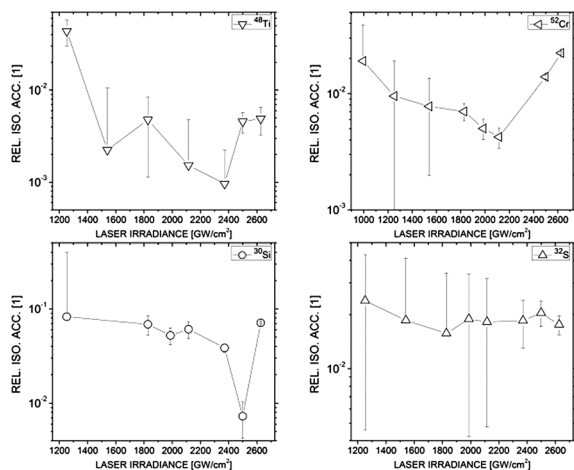 ⁴⁸Ti
REL. ISO. ACC. [1]
10⁻²
10⁻³
1200 1400 1600 1800 2000 2200 2400 2600
LASER IRRADIANCE [GW/cm²]
⁵²Cr
REL. ISO. ACC. [1]
10⁻²
1000 1200 1400 1600 1800 2000 2200 2400 2600
LASER IRRADIANCE [GW/cm²]
³⁰Si
REL. ISO. ACC. [1]
10⁻¹
10⁻²
1200 1400 1600 1800 2000 2200 2400 2600
LASER IRRADIANCE [GW/cm²]
³²S
REL. ISO. ACC. [1]
10⁻²
1200 1400 1600 1800 2000 2200 2400 2600
LASER IRRADIANCE [GW/cm²]